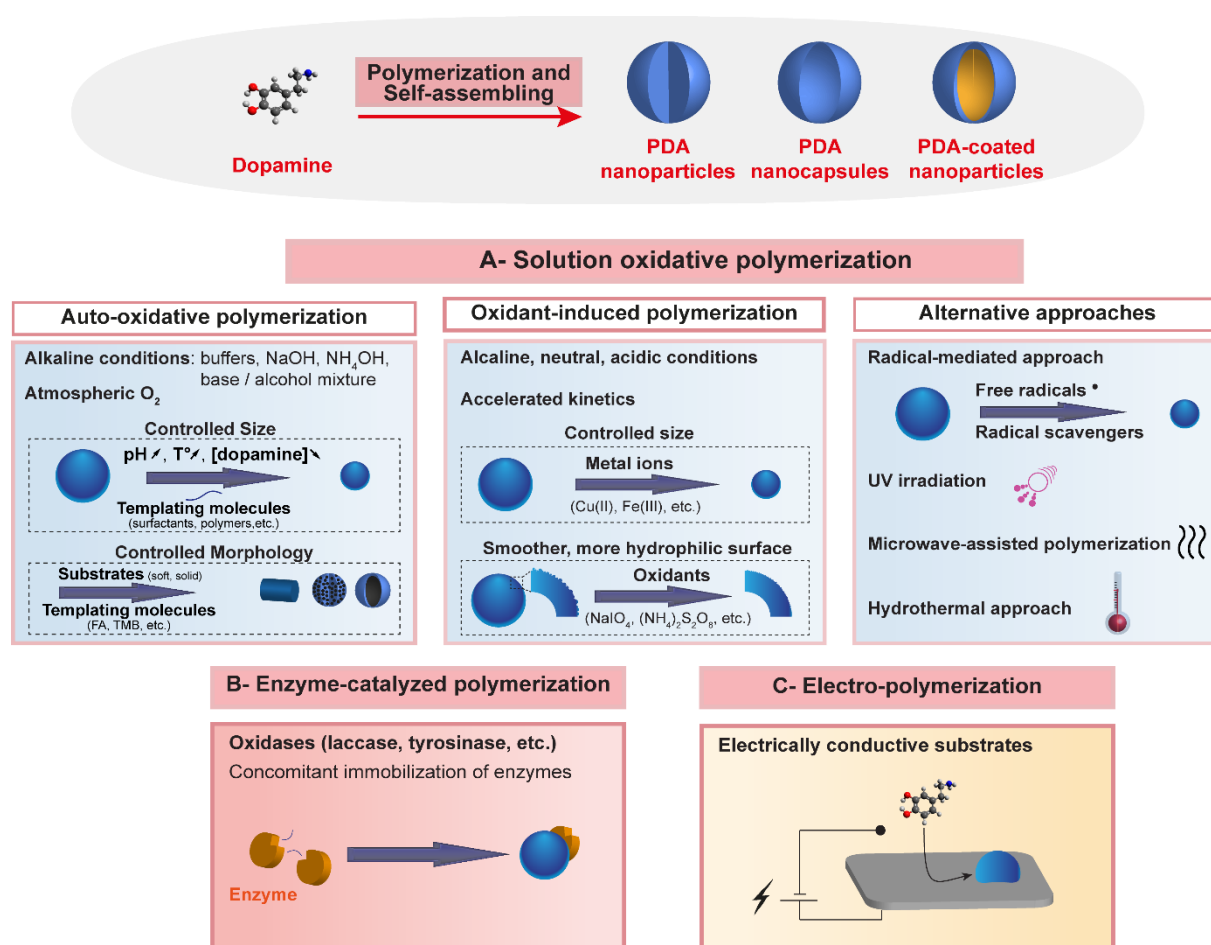 Polymerization and
Self-assembling
Dopamine
PDA
nanoparticles
PDA
nanocapsules
PDA-coated
nanoparticles
A- Solution oxidative polymerization
Auto-oxidative polymerization
Alkaline conditions: buffers, NaOH, NH₄OH,
base / alcohol mixture
Atmospheric O₂
Controlled Size
pH↗, T°↗, [dopamine]↘
Templating molecules
(surfactants, polymers,etc.)
Controlled Morphology
Substrates (soft, solid)
Templating molecules
(FA, TMB, etc.)
Oxidant-induced polymerization
Alcaline, neutral, acidic conditions
Accelerated kinetics
Controlled size
Metal ions
(Cu(II), Fe(III), etc.)
Smoother, more hydrophilic surface
Oxidants
(NaIO₄, (NH₄)₂S₂O₈, etc.)
Alternative approaches
Radical-mediated approach
Free radicals •
Radical scavengers
UV irradiation
Microwave-assisted polymerization
Hydrothermal approach
B- Enzyme-catalyzed polymerization
Oxidases (laccase, tyrosinase, etc.)
Concomitant immobilization of enzymes
Enzyme
C- Electro-polymerization
Electrically conductive substrates